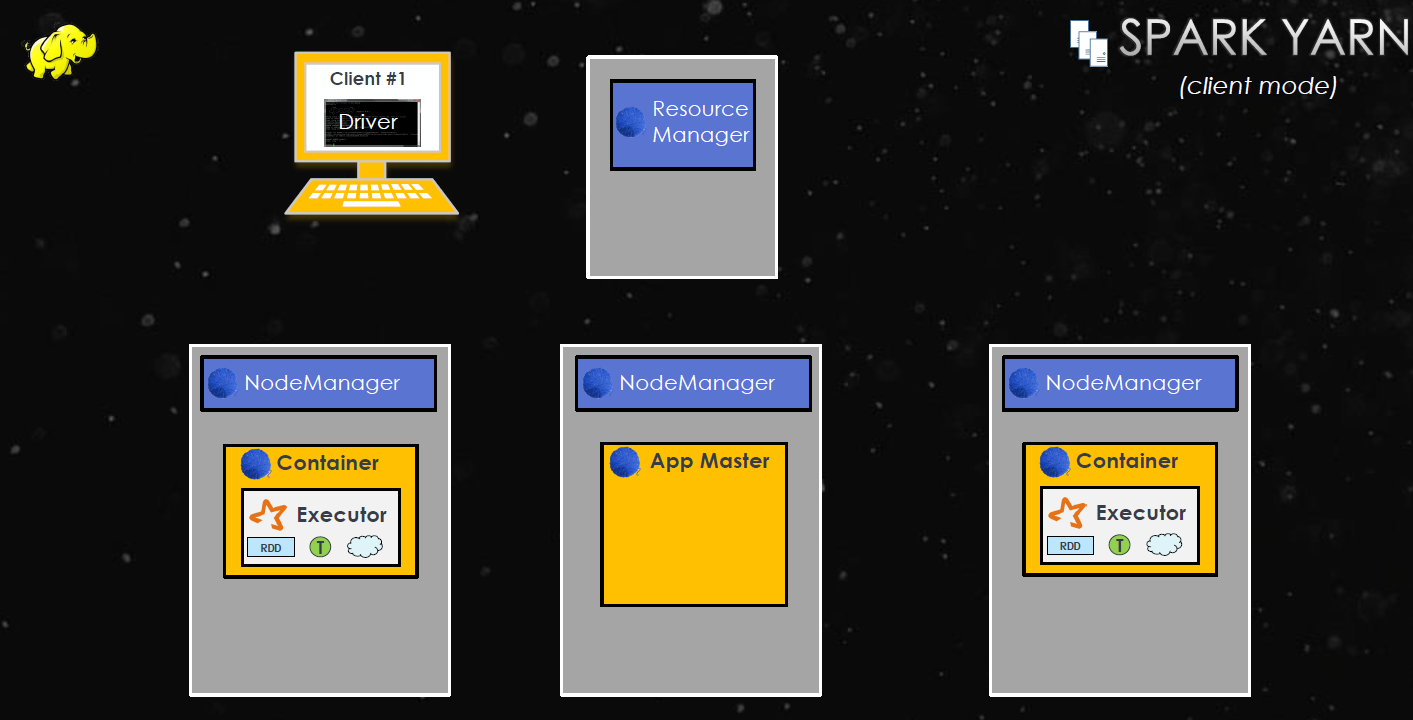 SPARK YARN
(client mode)
Client #1
Driver
Resource
Manager
NodeManager
Container
Executor
RDD
T
NodeManager
App Master
NodeManager
Container
Executor
RDD
T